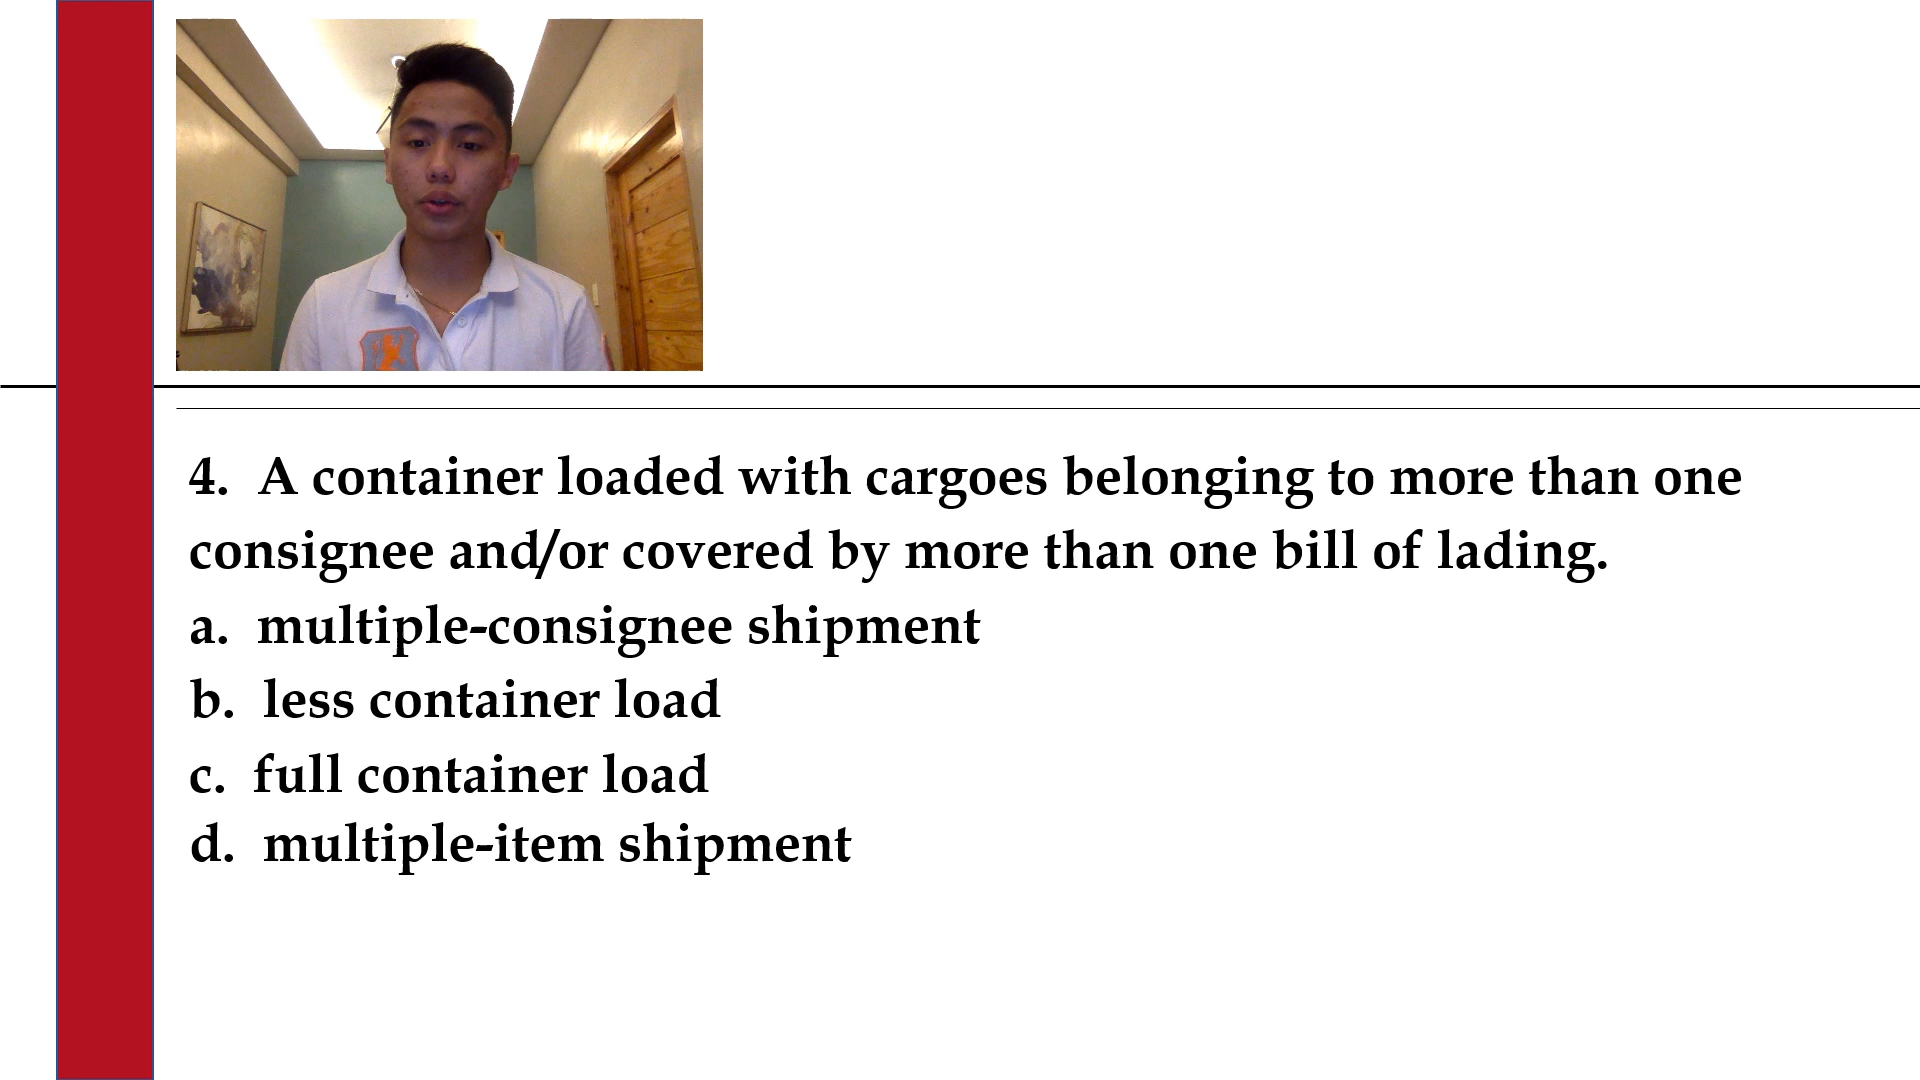 4. A container loaded with cargoes belonging to more than one
consignee and/or covered by more than one bill of lading.
a. multiple-consignee shipment
b. less container load
c. full container load
d. multiple-item shipment